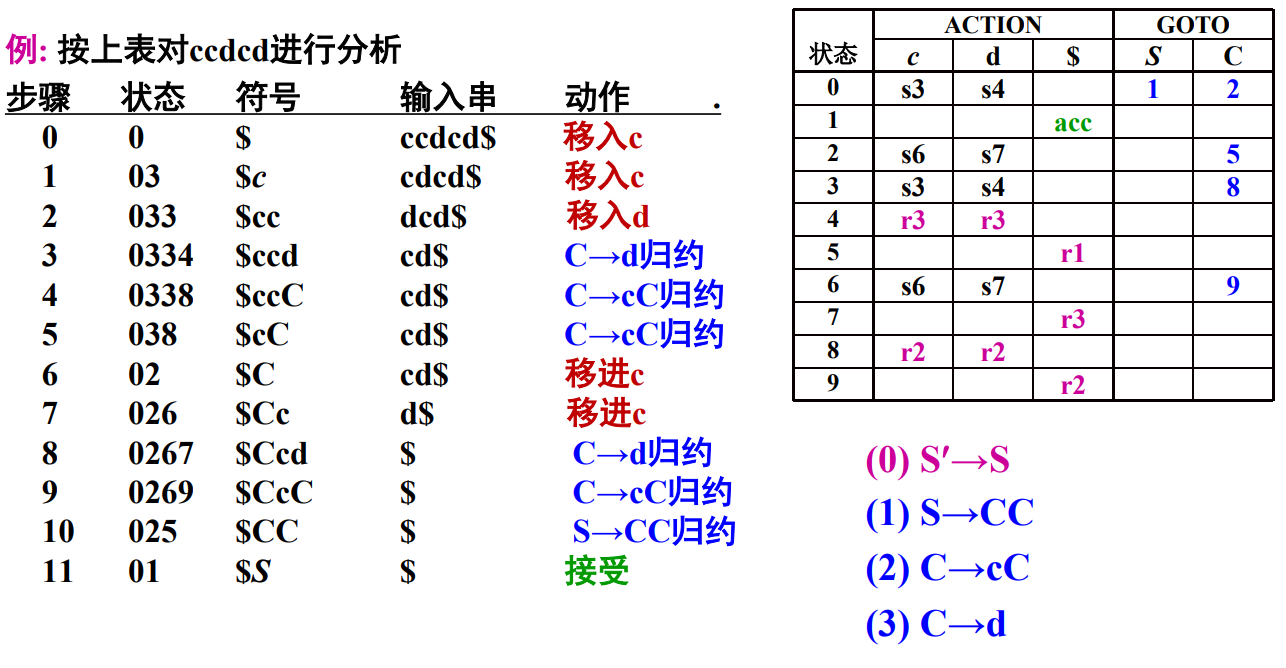 例: 按上表对ccdcd进行分析
步骤 状态 符号 输入串 动作 .
0 0 $ ccdcd$ 移入c
1 03 $c cdcd$ 移入c
2 033 $cc dcd$ 移入d
3 0334 $ccd cd$ C→d归约
4 0338 $ccC cd$ C→cC归约
5 038 $cC cd$ C→cC归约
6 02 $C cd$ 移进c
7 026 $Cc d$ 移进c
8 0267 $Ccd $ C→d归约
9 0269 $CcC $ C→cC归约
10 025 $CC $ S→CC归约
11 01 $S $ 接受
状态 ACTION GOTO
c d $ S C
0 s3 s4 1 2
1 acc
2 s6 s7 5
3 s3 s4 8
4 r3 r3
5 r1
6 s6 s7 9
7 r3
8 r2 r2
9 r2
(0) S′→S
(1) S→CC
(2) C→cC
(3) C→d